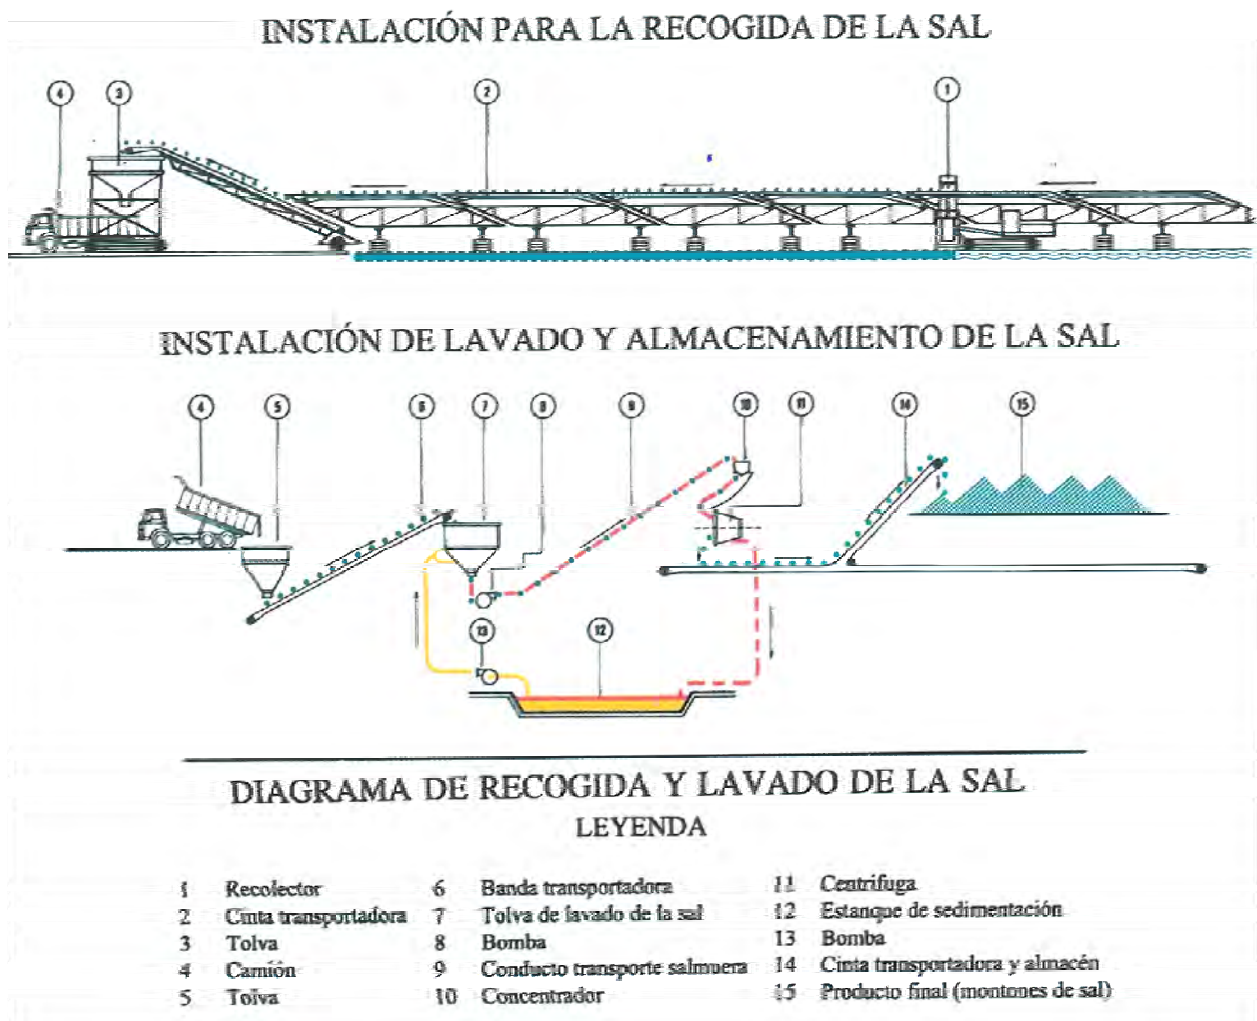 INSTALACIÓN PARA LA RECOGIDA DE LA SAL
4 3 2 1
INSTALACIÓN DE LAVADO Y ALMACENAMIENTO DE LA SAL
4 5 6 7 8 9 10 11 14 15
13 12
DIAGRAMA DE RECOGIDA Y LAVADO DE LA SAL
LEYENDA
1 Recolector 6 Banda transportadora 11 Centrifuga
2 Cinta transportadora 7 Tolva de lavado de la sal 12 Estanque de sedimentación
3 Tolva 8 Bomba 13 Bomba
4 Camión 9 Conducto transporte salmuera 14 Cinta transportadora y almacén
5 Tolva 10 Concentrador 15 Producto final (montones de sal)